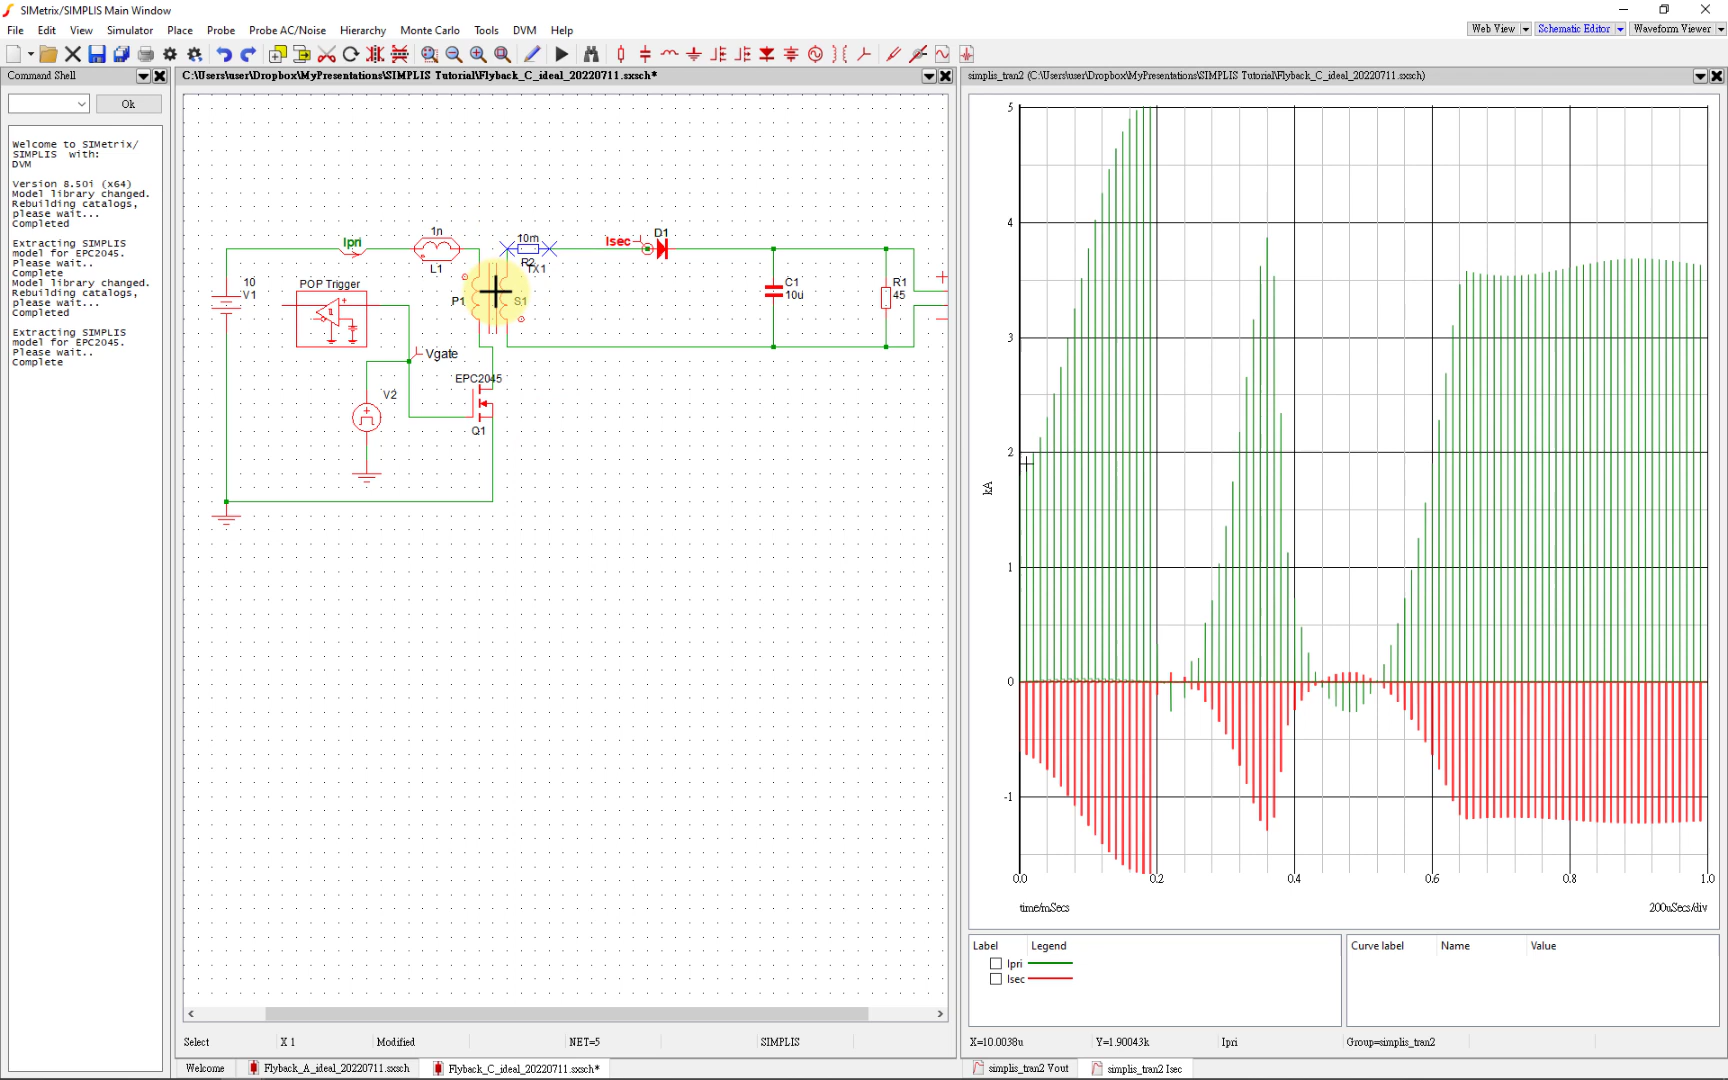 SIMetrix/SIMPLIS Main Window
File Edit View Simulator Place Probe Probe AC/Noise Hierarchy Monte Carlo Tools DVM Help
Web View Schematic Editor Waveform Viewer
Command Shell
Ok
Welcome to SIMetrix/
SIMPLIS with:
DVM
Version 8.50i (x64)
Model library changed.
Rebuilding catalogs,
please wait...
Completed
Extracting SIMPLIS
model for EPC2045.
Please wait..
Complete
Model library changed.
Rebuilding catalogs,
please wait...
Completed
Extracting SIMPLIS
model for EPC2045.
Please wait..
Complete
C:\Users\user\Dropbox\MyPresentations\SIMPLIS Tutorial\Flyback_C_ideal_20220711.sxsch*
Ipri
1n
L1
10m
R2
TX1
Isec
D1
10
V1
POP Trigger
P1
S1
C1
10u
R1
45
Vgate
V2
EPC2045
Q1
Select X 1 Modified NET=5 SIMPLIS
Welcome Flyback_A_ideal_20220711.sxsch Flyback_C_ideal_20220711.sxsch*
simplis_tran2 (C:\Users\user\Dropbox\MyPresentations\SIMPLIS Tutorial\Flyback_C_ideal_20220711.sxsch)
5
4
3
2
kA
1
0
-1
0.0 0.2 0.4 0.6 0.8 1.0
time/mSecs 200uSecs/div
Label Legend
Ipri
Isec
Curve label Name Value
X=10.0038u Y=1.90043k Ipri Group=simplis_tran2
simplis_tran2 Vout simplis_tran2 Isec